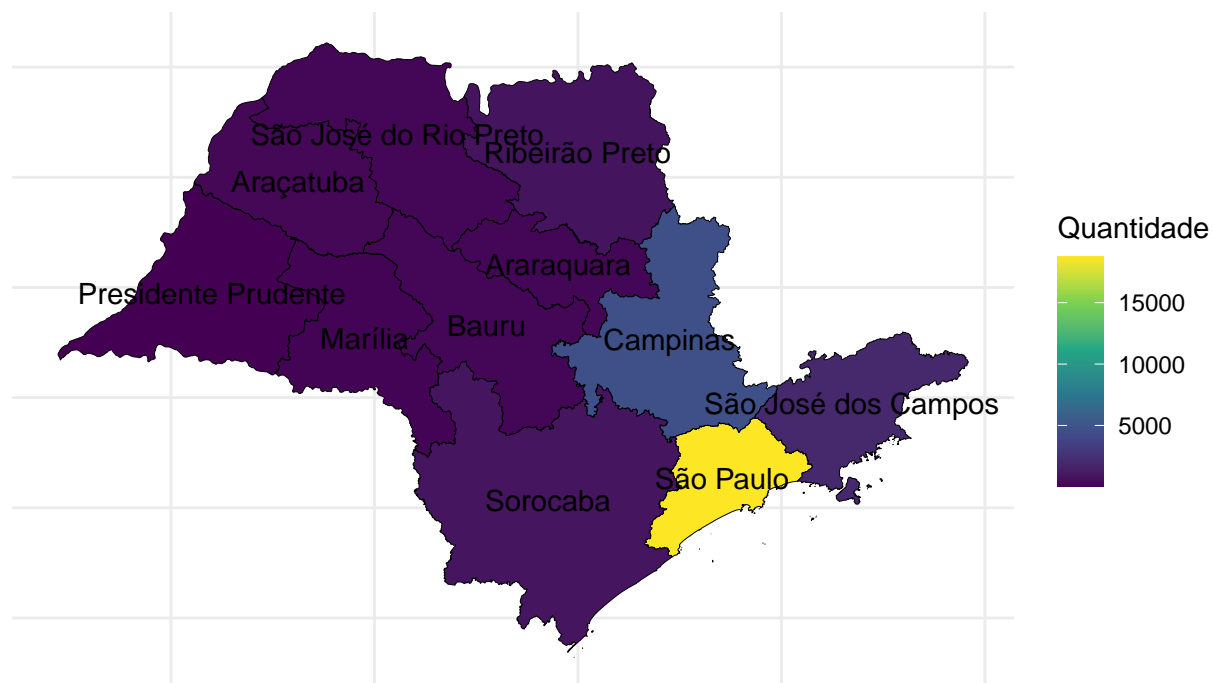 São José do Rio Preto
Ribeirão Preto
Araçatuba
Araraquara
Presidente Prudente
Bauru
Marília
Campinas
São José dos Campos
São Paulo
Sorocaba
Quantidade
15000
10000
5000